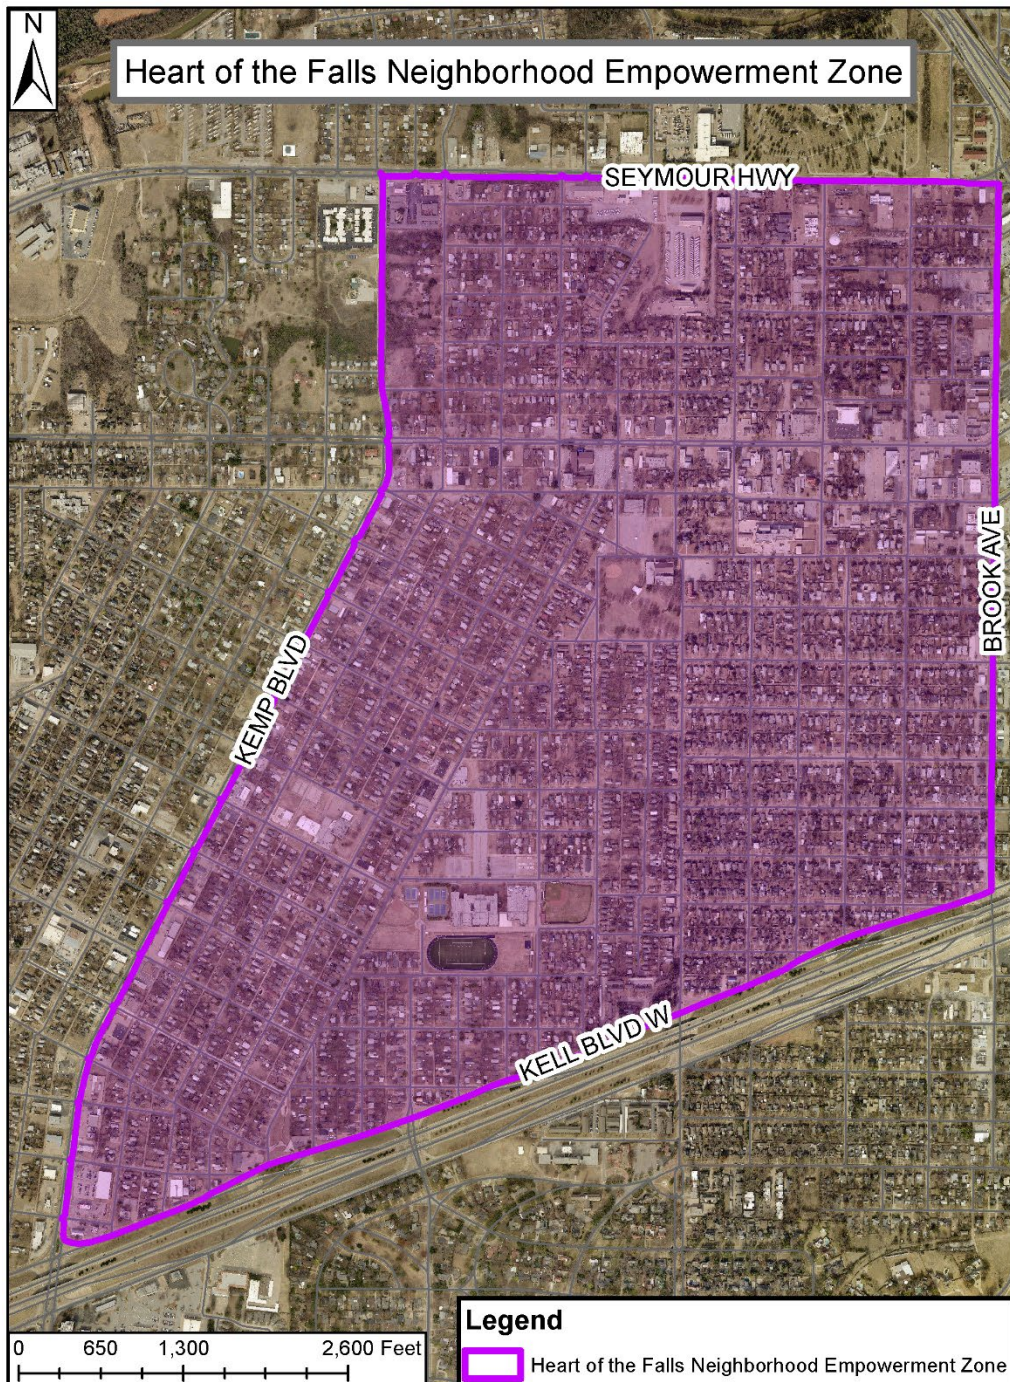 N
Heart of the Falls Neighborhood Empowerment Zone
SEYMOUR HWY
BROOK AVE
KEMP BLVD
KELL BLVD W
Legend
Heart of the Falls Neighborhood Empowerment Zone
0 650 1,300 2,600 Feet